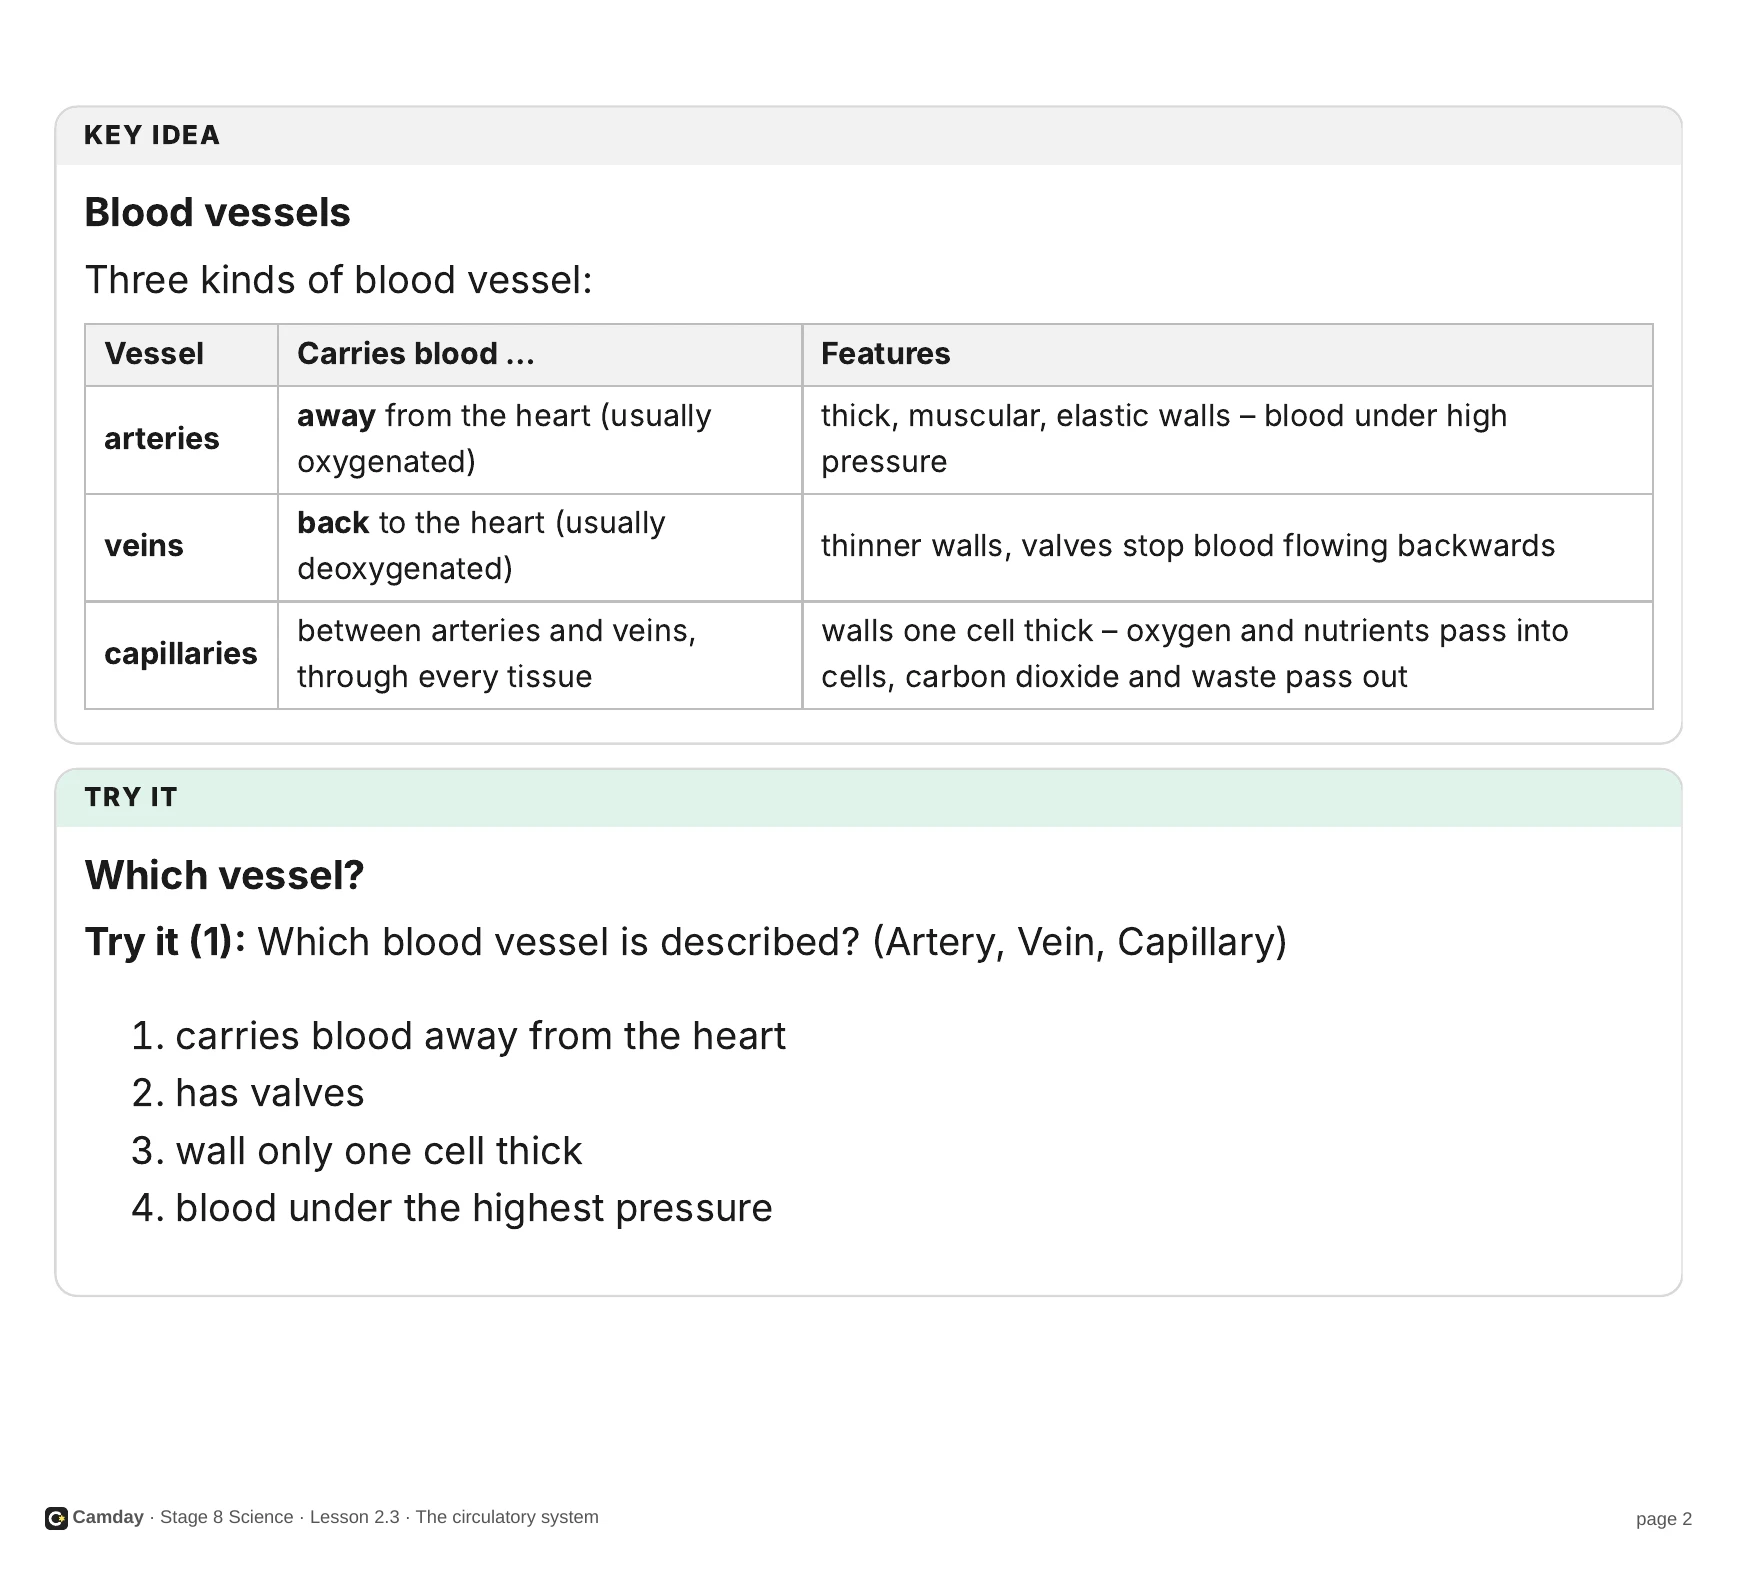 KEY IDEA
Blood vessels
Three kinds of blood vessel:
Vessel Carries blood ... Features
arteries away from the heart (usually oxygenated) thick, muscular, elastic walls – blood under high pressure
veins back to the heart (usually deoxygenated) thinner walls, valves stop blood flowing backwards
capillaries between arteries and veins, through every tissue walls one cell thick – oxygen and nutrients pass into cells, carbon dioxide and waste pass out
TRY IT
Which vessel?
Try it (1): Which blood vessel is described? (Artery, Vein, Capillary)
1. carries blood away from the heart
2. has valves
3. wall only one cell thick
4. blood under the highest pressure
Camday · Stage 8 Science · Lesson 2.3 · The circulatory system
page 2